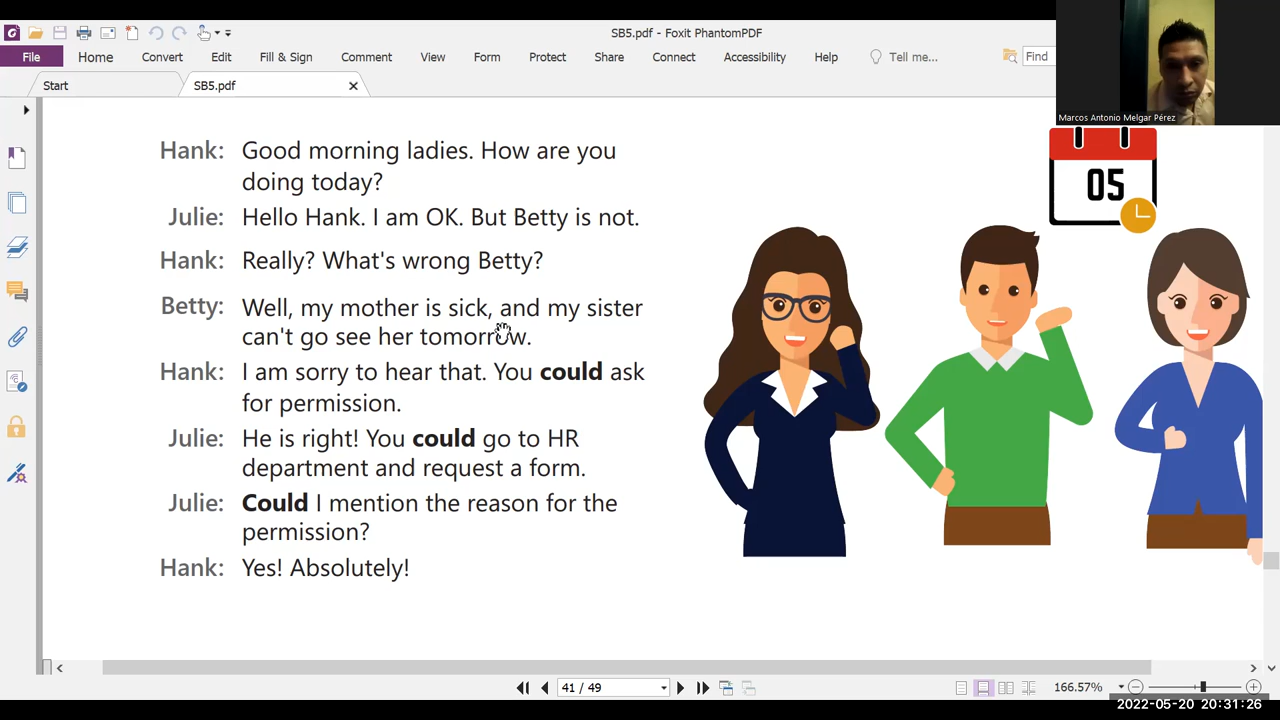 SB5.pdf - Foxit PhantomPDF
File Home Convert Edit Fill & Sign Comment View Form Protect Share Connect Accessibility Help Tell me... Find
Start SB5.pdf
Marcos Antonio Melgar Pérez
05
Hank: Good morning ladies. How are you
doing today?
Julie: Hello Hank. I am OK. But Betty is not.
Hank: Really? What's wrong Betty?
Betty: Well, my mother is sick, and my sister
can't go see her tomorrow.
Hank: I am sorry to hear that. You could ask
for permission.
Julie: He is right! You could go to HR
department and request a form.
Julie: Could I mention the reason for the
permission?
Hank: Yes! Absolutely!
41 / 49 166.57%
2022-05-20 20:31:26